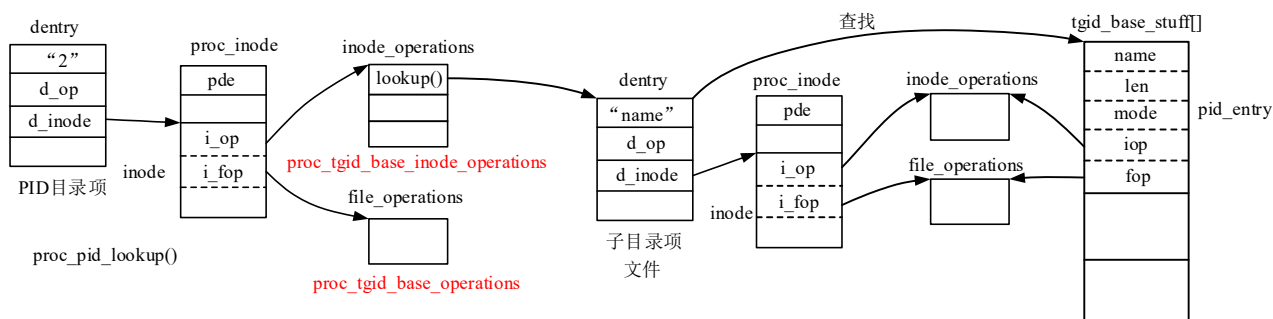 dentry
“2”
d_op
d_inode
PID目录项
proc_pid_lookup()
proc_inode
pde
i_op
i_fop
inode
inode_operations
lookup()
proc_tgid_base_inode_operations
file_operations
proc_tgid_base_operations
dentry
“name”
d_op
d_inode
子目录项
文件
查找
proc_inode
pde
i_op
i_fop
inode
inode_operations
file_operations
tgid_base_stuff[]
name
len
mode
iop
fop
pid_entry